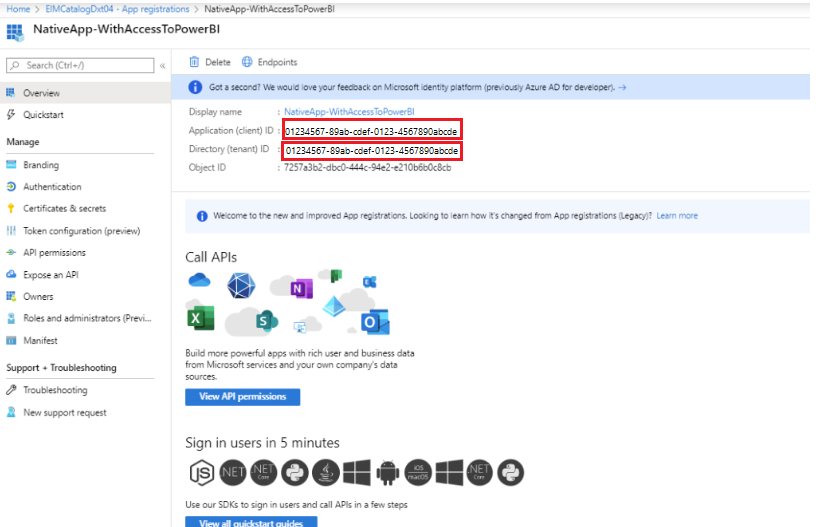 Home > EIMCatalogDxt04 - App registrations > NativeApp-WithAccessToPowerBI
NativeApp-WithAccessToPowerBI
Search (Ctrl+/)
«
Delete
Endpoints
Got a second? We would love your feedback on Microsoft identity platform (previously Azure AD for developer). →
Overview
Quickstart
Manage
Branding
Authentication
Certificates & secrets
Token configuration (preview)
API permissions
Expose an API
Owners
Roles and administrators (Previ...
Manifest
Support + Troubleshooting
Troubleshooting
New support request
Display name : NativeApp-WithAccessToPowerBI
Application (client) ID : 01234567-89ab-cdef-0123-4567890abcde
Directory (tenant) ID : 01234567-89ab-cdef-0123-4567890abcde
Object ID : 7257a3b2-dbc0-444c-94e2-e210b6b0c8cb
Welcome to the new and improved App registrations. Looking to learn how it's changed from App registrations (Legacy)? Learn more
Call APIs
Build more powerful apps with rich user and business data
from Microsoft services and your own company's data
sources.
View API permissions
Sign in users in 5 minutes
JS .NET .NET Core iOS macOS .NET Core
Use our SDKs to sign in users and call APIs in a few steps
View all quickstart guides